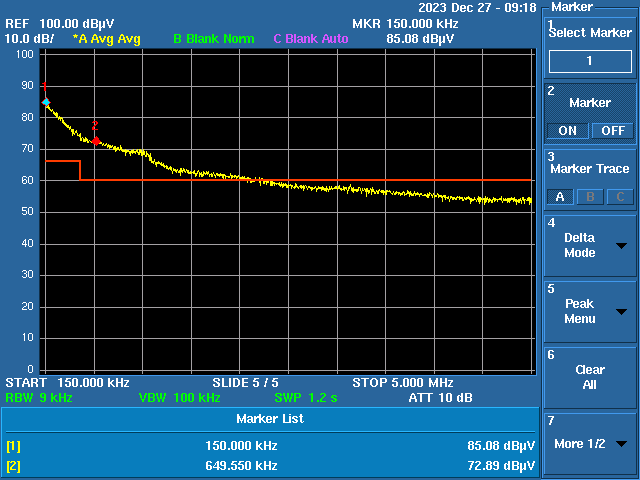 2023 Dec 27 - 09:18
Marker
REF 100.00 dBµV
MKR 150.000 kHz
10.0 dB/
*A Avg Avg
B Blank Norm
C Blank Auto
85.08 dBµV
100
90
80
70
60
50
40
30
20
10
0
1
2
START 150.000 kHz
SLIDE 5 / 5
STOP 5.000 MHz
RBW 9 kHz
VBW 100 kHz
SWP 1.2 s
ATT 10 dB
Marker List
[1] 150.000 kHz 85.08 dBµV
[2] 649.550 kHz 72.89 dBµV
1
Select Marker
1
2
Marker
ON OFF
3
Marker Trace
A B C
4
Delta
Mode
5
Peak
Menu
6
Clear
All
7
More 1/2